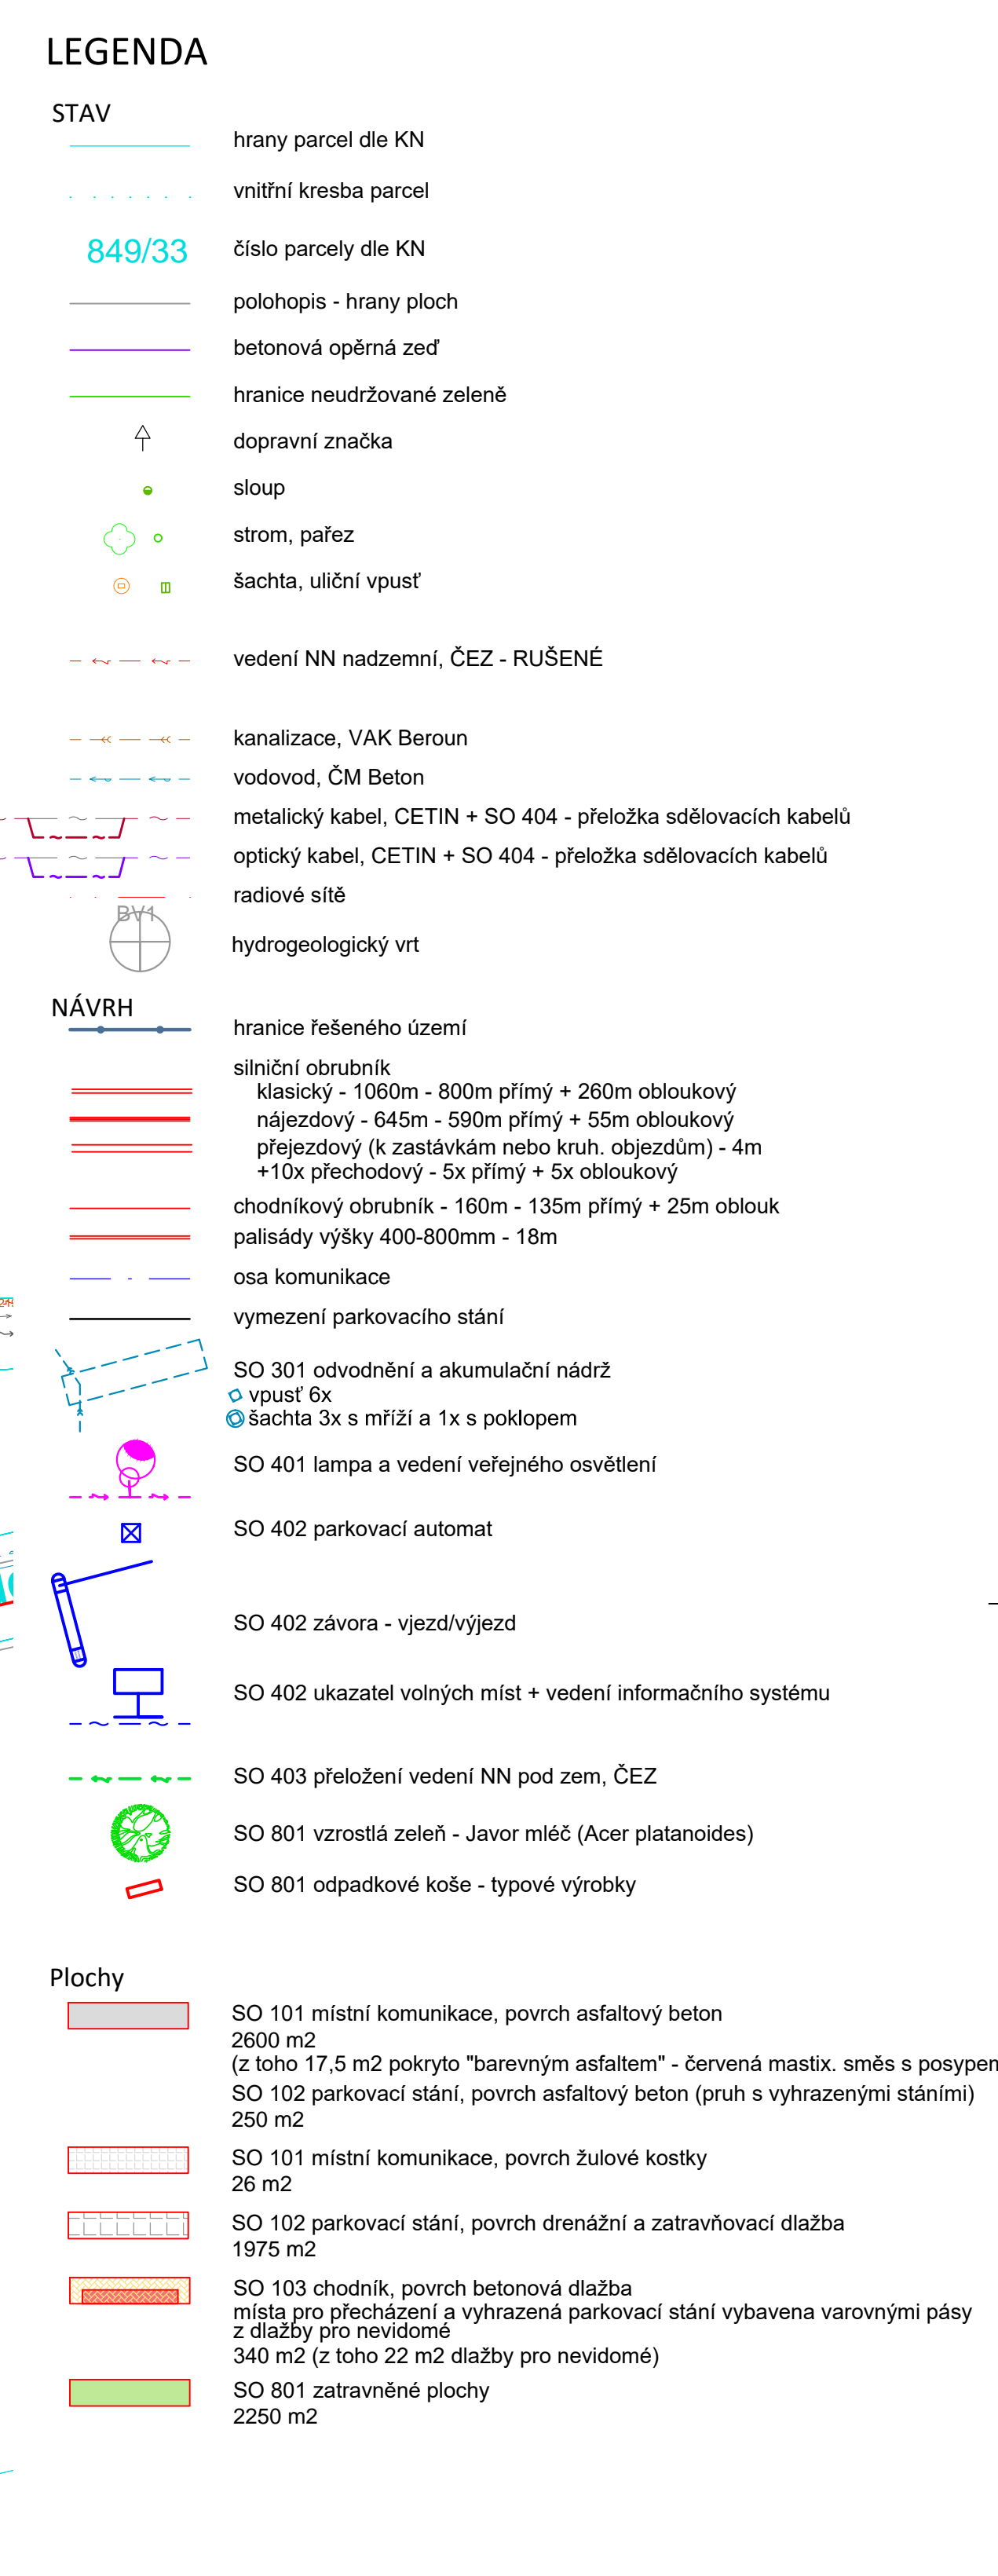 LEGENDA
STAV
hrany parcel dle KN
vnitřní kresba parcel
849/33 číslo parcely dle KN
polohopis - hrany ploch
betonová opěrná zeď
hranice neudržované zeleně
dopravní značka
sloup
strom, pařez
šachta, uliční vpusť
vedení NN nadzemní, ČEZ - RUŠENÉ
kanalizace, VAK Beroun
vodovod, ČM Beton
metalický kabel, CETIN + SO 404 - přeložka sdělovacích kabelů
optický kabel, CETIN + SO 404 - přeložka sdělovacích kabelů
radiové sítě
BV1
hydrogeologický vrt
NÁVRH
hranice řešeného území
silniční obrubník
klasický - 1060m - 800m přímý + 260m obloukový
nájezdový - 645m - 590m přímý + 55m obloukový
přejezdový (k zastávkám nebo kruh. objezdům) - 4m
+10x přechodový - 5x přímý + 5x obloukový
chodníkový obrubník - 160m - 135m přímý + 25m oblouk
palisády výšky 400-800mm - 18m
osa komunikace
vymezení parkovacího stání
SO 301 odvodnění a akumulační nádrž
vpusť 6x
šachta 3x s mříží a 1x s poklopem
SO 401 lampa a vedení veřejného osvětlení
SO 402 parkovací automat
SO 402 závora - vjezd/výjezd
SO 402 ukazatel volných míst + vedení informačního systému
SO 403 přeložení vedení NN pod zem, ČEZ
SO 801 vzrostlá zeleň - Javor mléč (Acer platanoides)
SO 801 odpadkové koše - typové výrobky
Plochy
SO 101 místní komunikace, povrch asfaltový beton
2600 m2
(z toho 17,5 m2 pokryto "barevným asfaltem" - červená mastix. směs s posypem
SO 102 parkovací stání, povrch asfaltový beton (pruh s vyhrazenými stáními)
250 m2
SO 101 místní komunikace, povrch žulové kostky
26 m2
SO 102 parkovací stání, povrch drenážní a zatravňovací dlažba
1975 m2
SO 103 chodník, povrch betonová dlažba
místa pro přecházení a vyhrazená parkovací stání vybavena varovnými pásy
z dlažby pro nevidomé
340 m2 (z toho 22 m2 dlažby pro nevidomé)
SO 801 zatravněné plochy
2250 m2